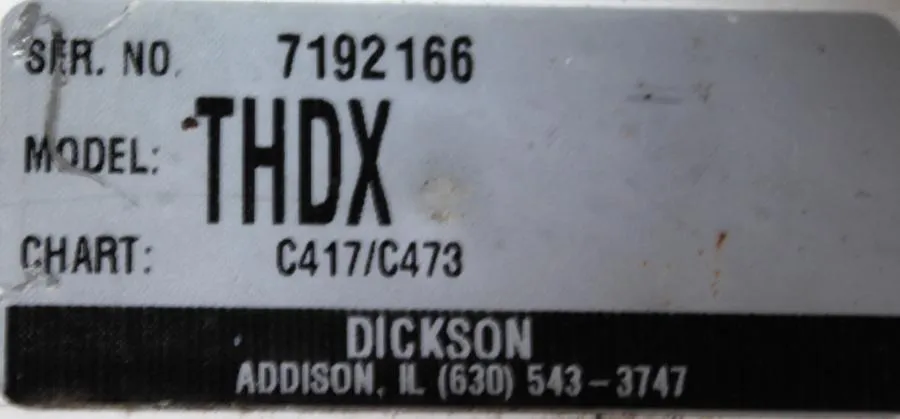 SER. NO. 7192166
MODEL: THDX
CHART: C417/C473
DICKSON
ADDISON, IL (630) 543-3747